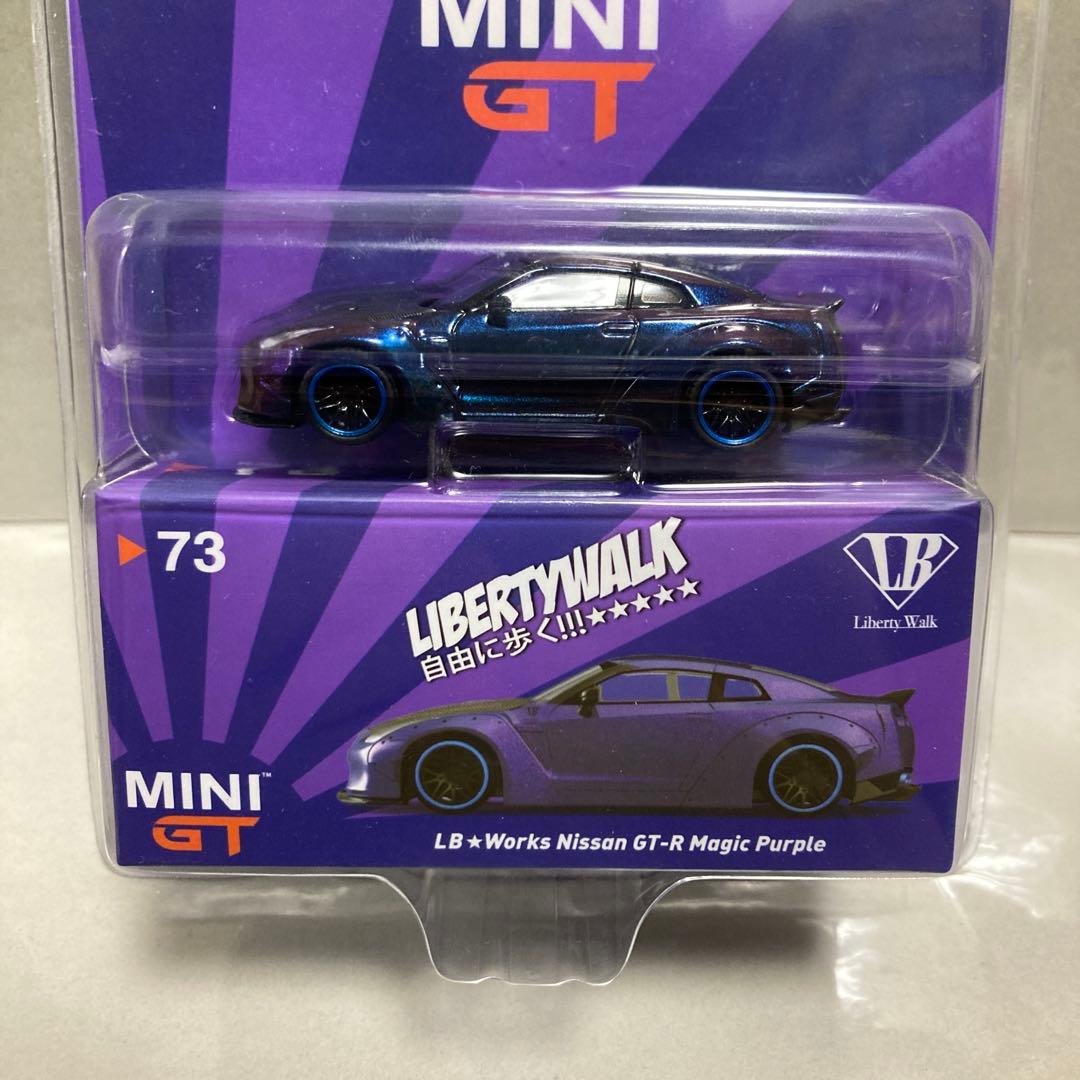 MINI
GT
73
LIBERTYWALK
自由に歩く!!!★★★★★
LB
Liberty Walk
MINI™
GT
LB★Works Nissan GT-R Magic Purple